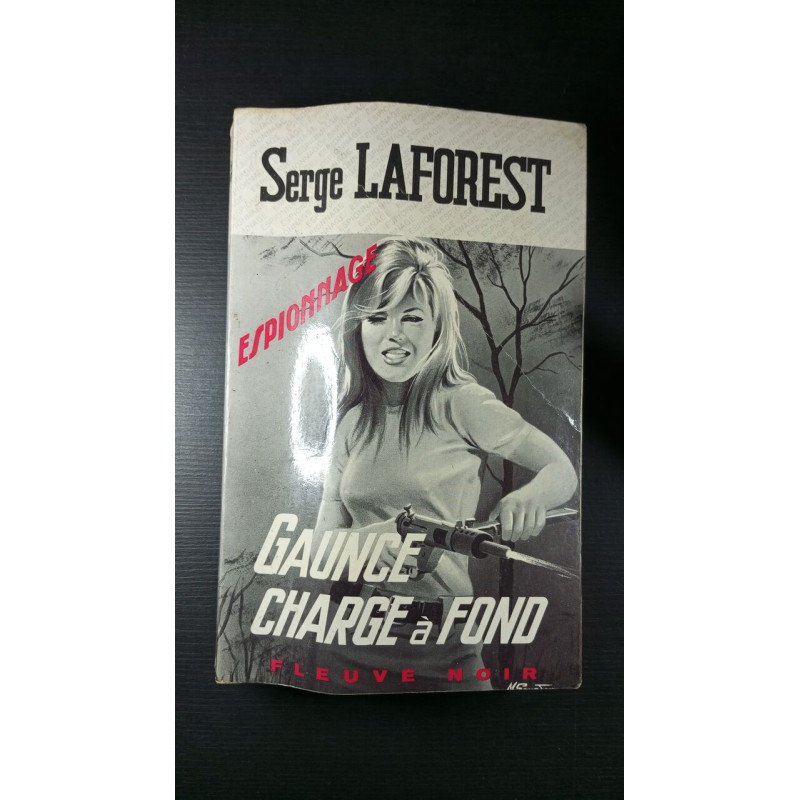 Serge LAFOREST
ESPIONNAGE
GAUNCE
CHARGE à FOND
FLEUVE NOIR